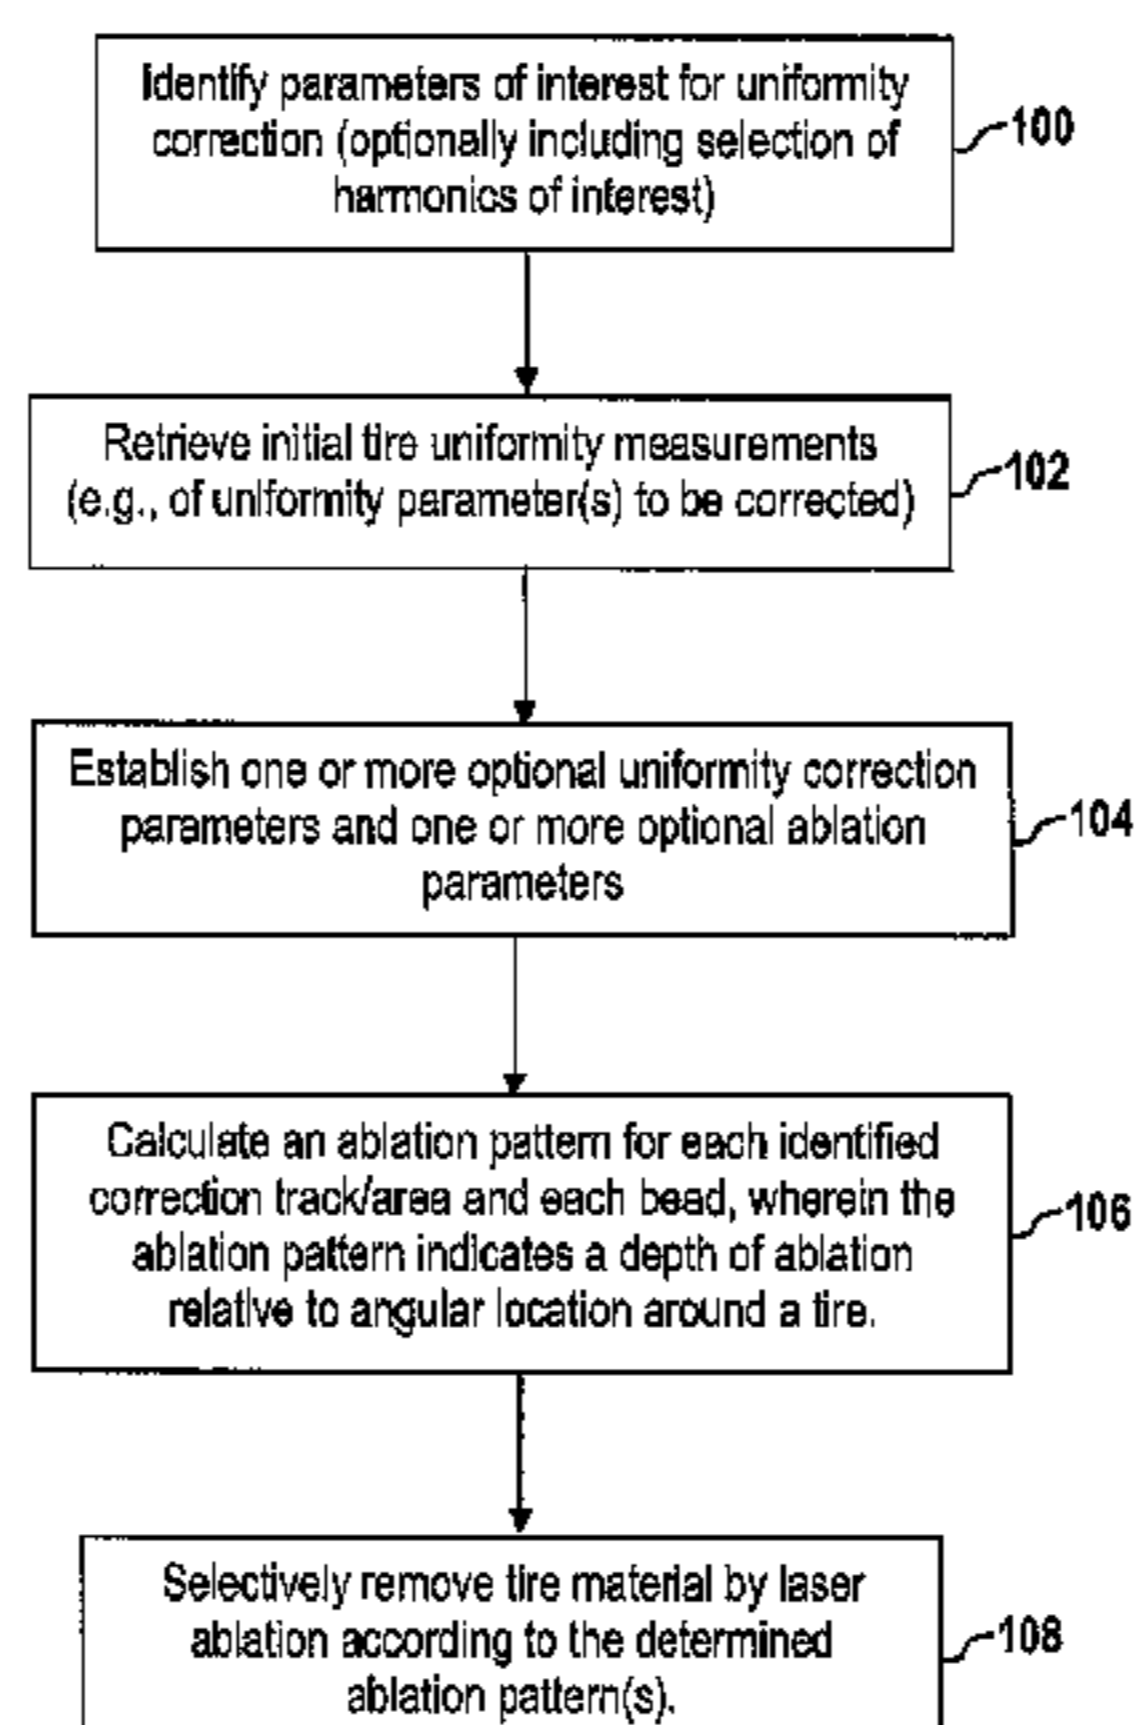 Identify parameters of interest for uniformity
correction (optionally including selection of
harmonics of interest)
100
Retrieve initial tire uniformity measurements
(e.g., of uniformity parameter(s) to be corrected)
102
Establish one or more optional uniformity correction
parameters and one or more optional ablation
parameters
104
Calculate an ablation pattern for each identified
correction track/area and each bead, wherein the
ablation pattern indicates a depth of ablation
relative to angular location around a tire.
106
Selectively remove tire material by laser
ablation according to the determined
ablation pattern(s).
108